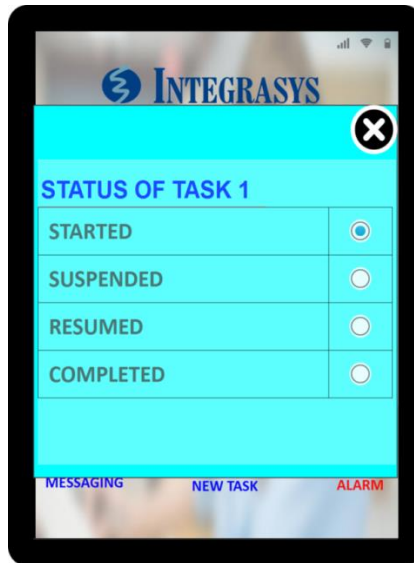 INTEGRASYS
STATUS OF TASK 1
STARTED
SUSPENDED
RESUMED
COMPLETED
MESSAGING NEW TASK ALARM